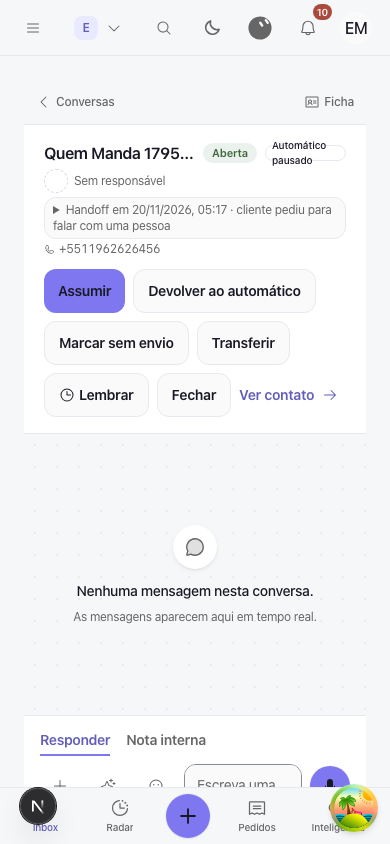 E
10
EM
Conversas
Ficha
Quem Manda 1795...
Aberta
Automático
pausado
Sem responsável
Handoff em 20/11/2026, 05:17 · cliente pediu para
falar com uma pessoa
+5511962626456
Assumir
Devolver ao automático
Marcar sem envio
Transferir
Lembrar
Fechar
Ver contato
Nenhuma mensagem nesta conversa.
As mensagens aparecem aqui em tempo real.
Responder
Nota interna
Escreva uma
N
Inbox
Radar
Pedidos